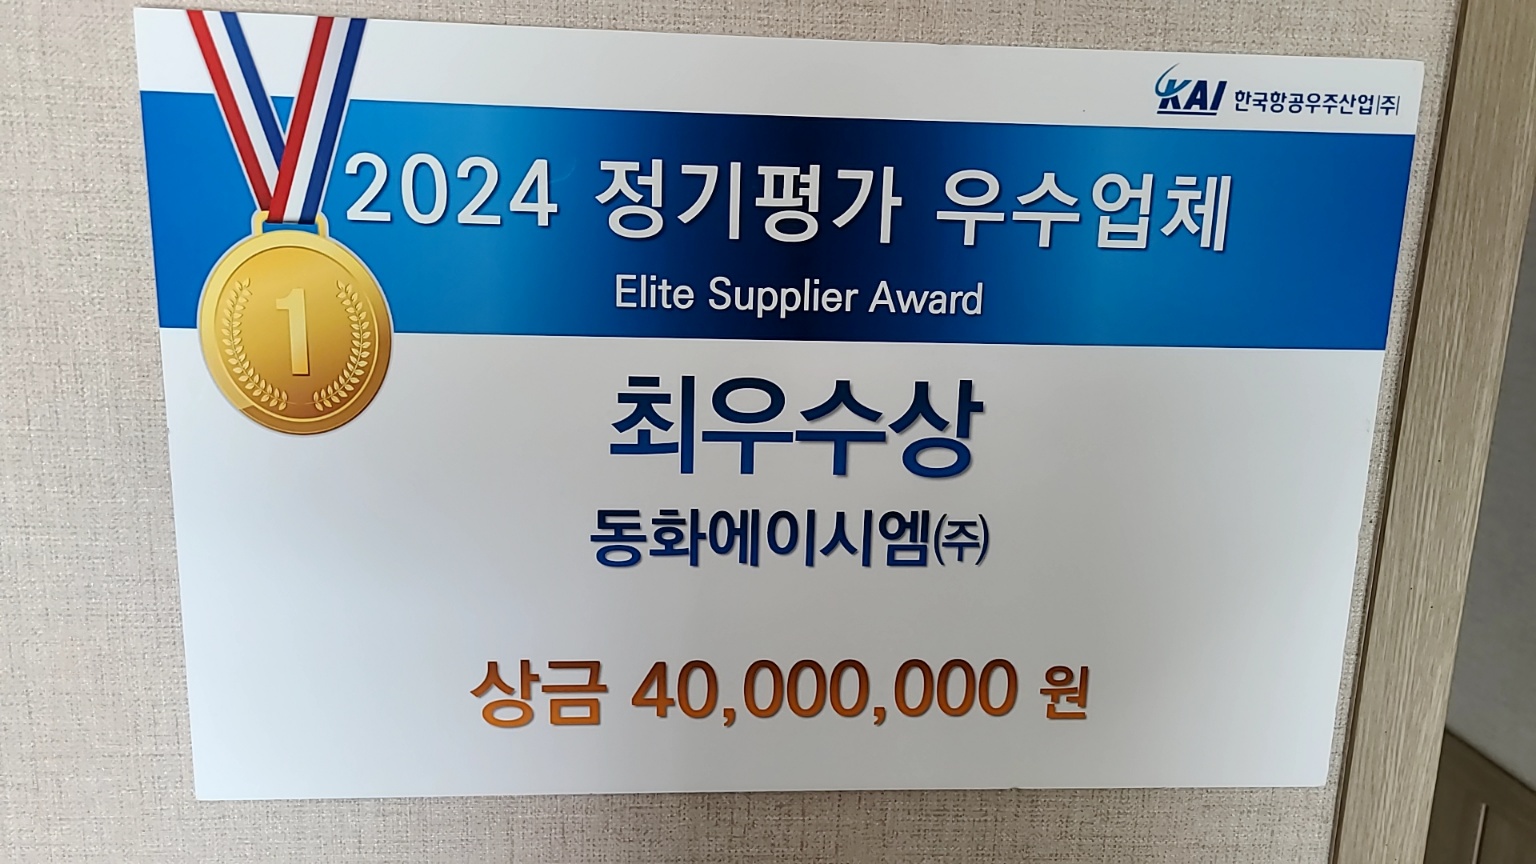 KAI 한국항공우주산업(주)
2024 정기평가 우수업체
Elite Supplier Award
1
최우수상
동화에이시엠(주)
상금 40,000,000 원